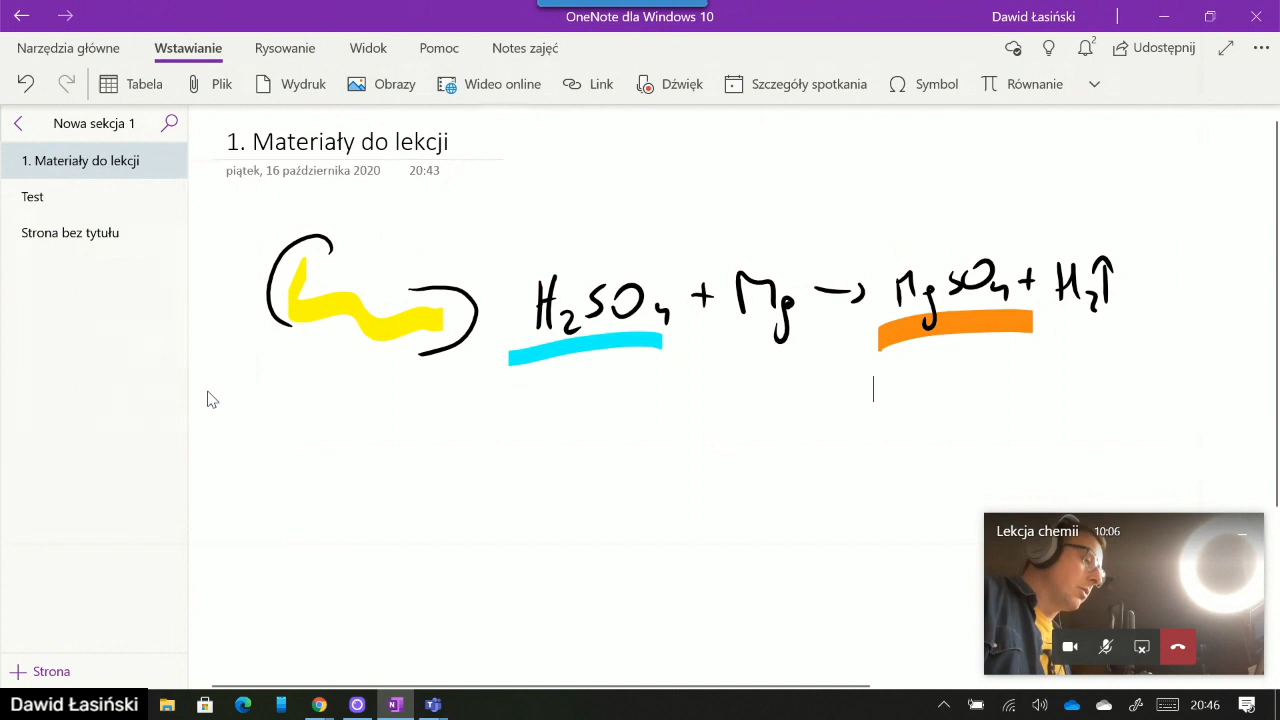 OneNote dla Windows 10
Dawid Łasiński
Narzędzia główne Wstawianie Rysowanie Widok Pomoc Notes zajęć
2
Udostępnij
Tabela Plik Wydruk Obrazy Wideo online Link Dźwięk Szczegóły spotkania Symbol Równanie
Nowa sekcja 1
1. Materiały do lekcji
Test
Strona bez tytułu
1. Materiały do lekcji
piątek, 16 października 2020 20:43
H₂SO₄ + Mg → MgSO₄ + H₂↑
Lekcja chemii 10:06
Strona
Dawid Łasiński
20:46